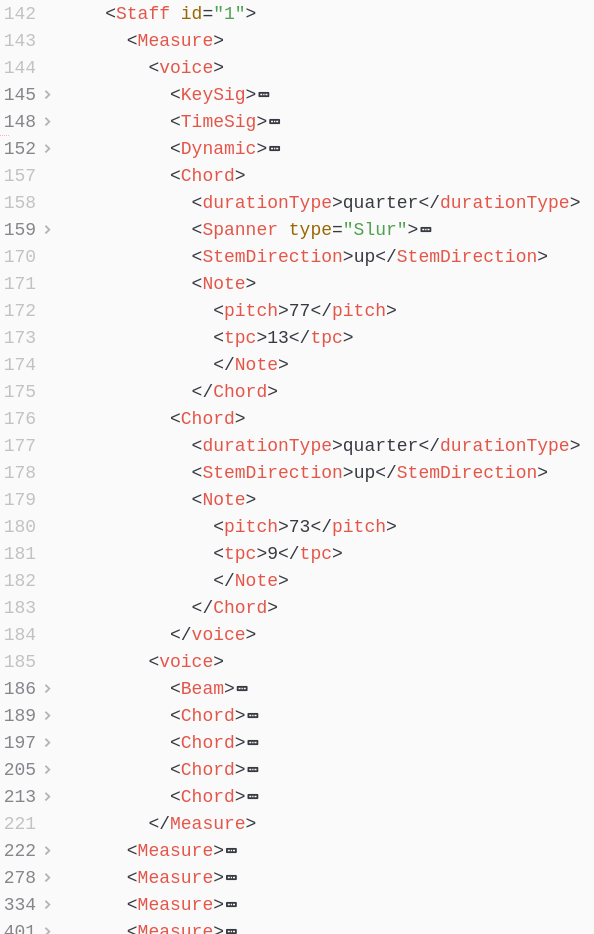 142 <Staff id="1">
143 <Measure>
144 <voice>
145 <KeySig>
148 <TimeSig>
152 <Dynamic>
157 <Chord>
158 <durationType>quarter</durationType>
159 <Spanner type="Slur">
170 <StemDirection>up</StemDirection>
171 <Note>
172 <pitch>77</pitch>
173 <tpc>13</tpc>
174 </Note>
175 </Chord>
176 <Chord>
177 <durationType>quarter</durationType>
178 <StemDirection>up</StemDirection>
179 <Note>
180 <pitch>73</pitch>
181 <tpc>9</tpc>
182 </Note>
183 </Chord>
184 </voice>
185 <voice>
186 <Beam>
189 <Chord>
197 <Chord>
205 <Chord>
213 <Chord>
221 </Measure>
222 <Measure>
278 <Measure>
334 <Measure>
401 <Measure>